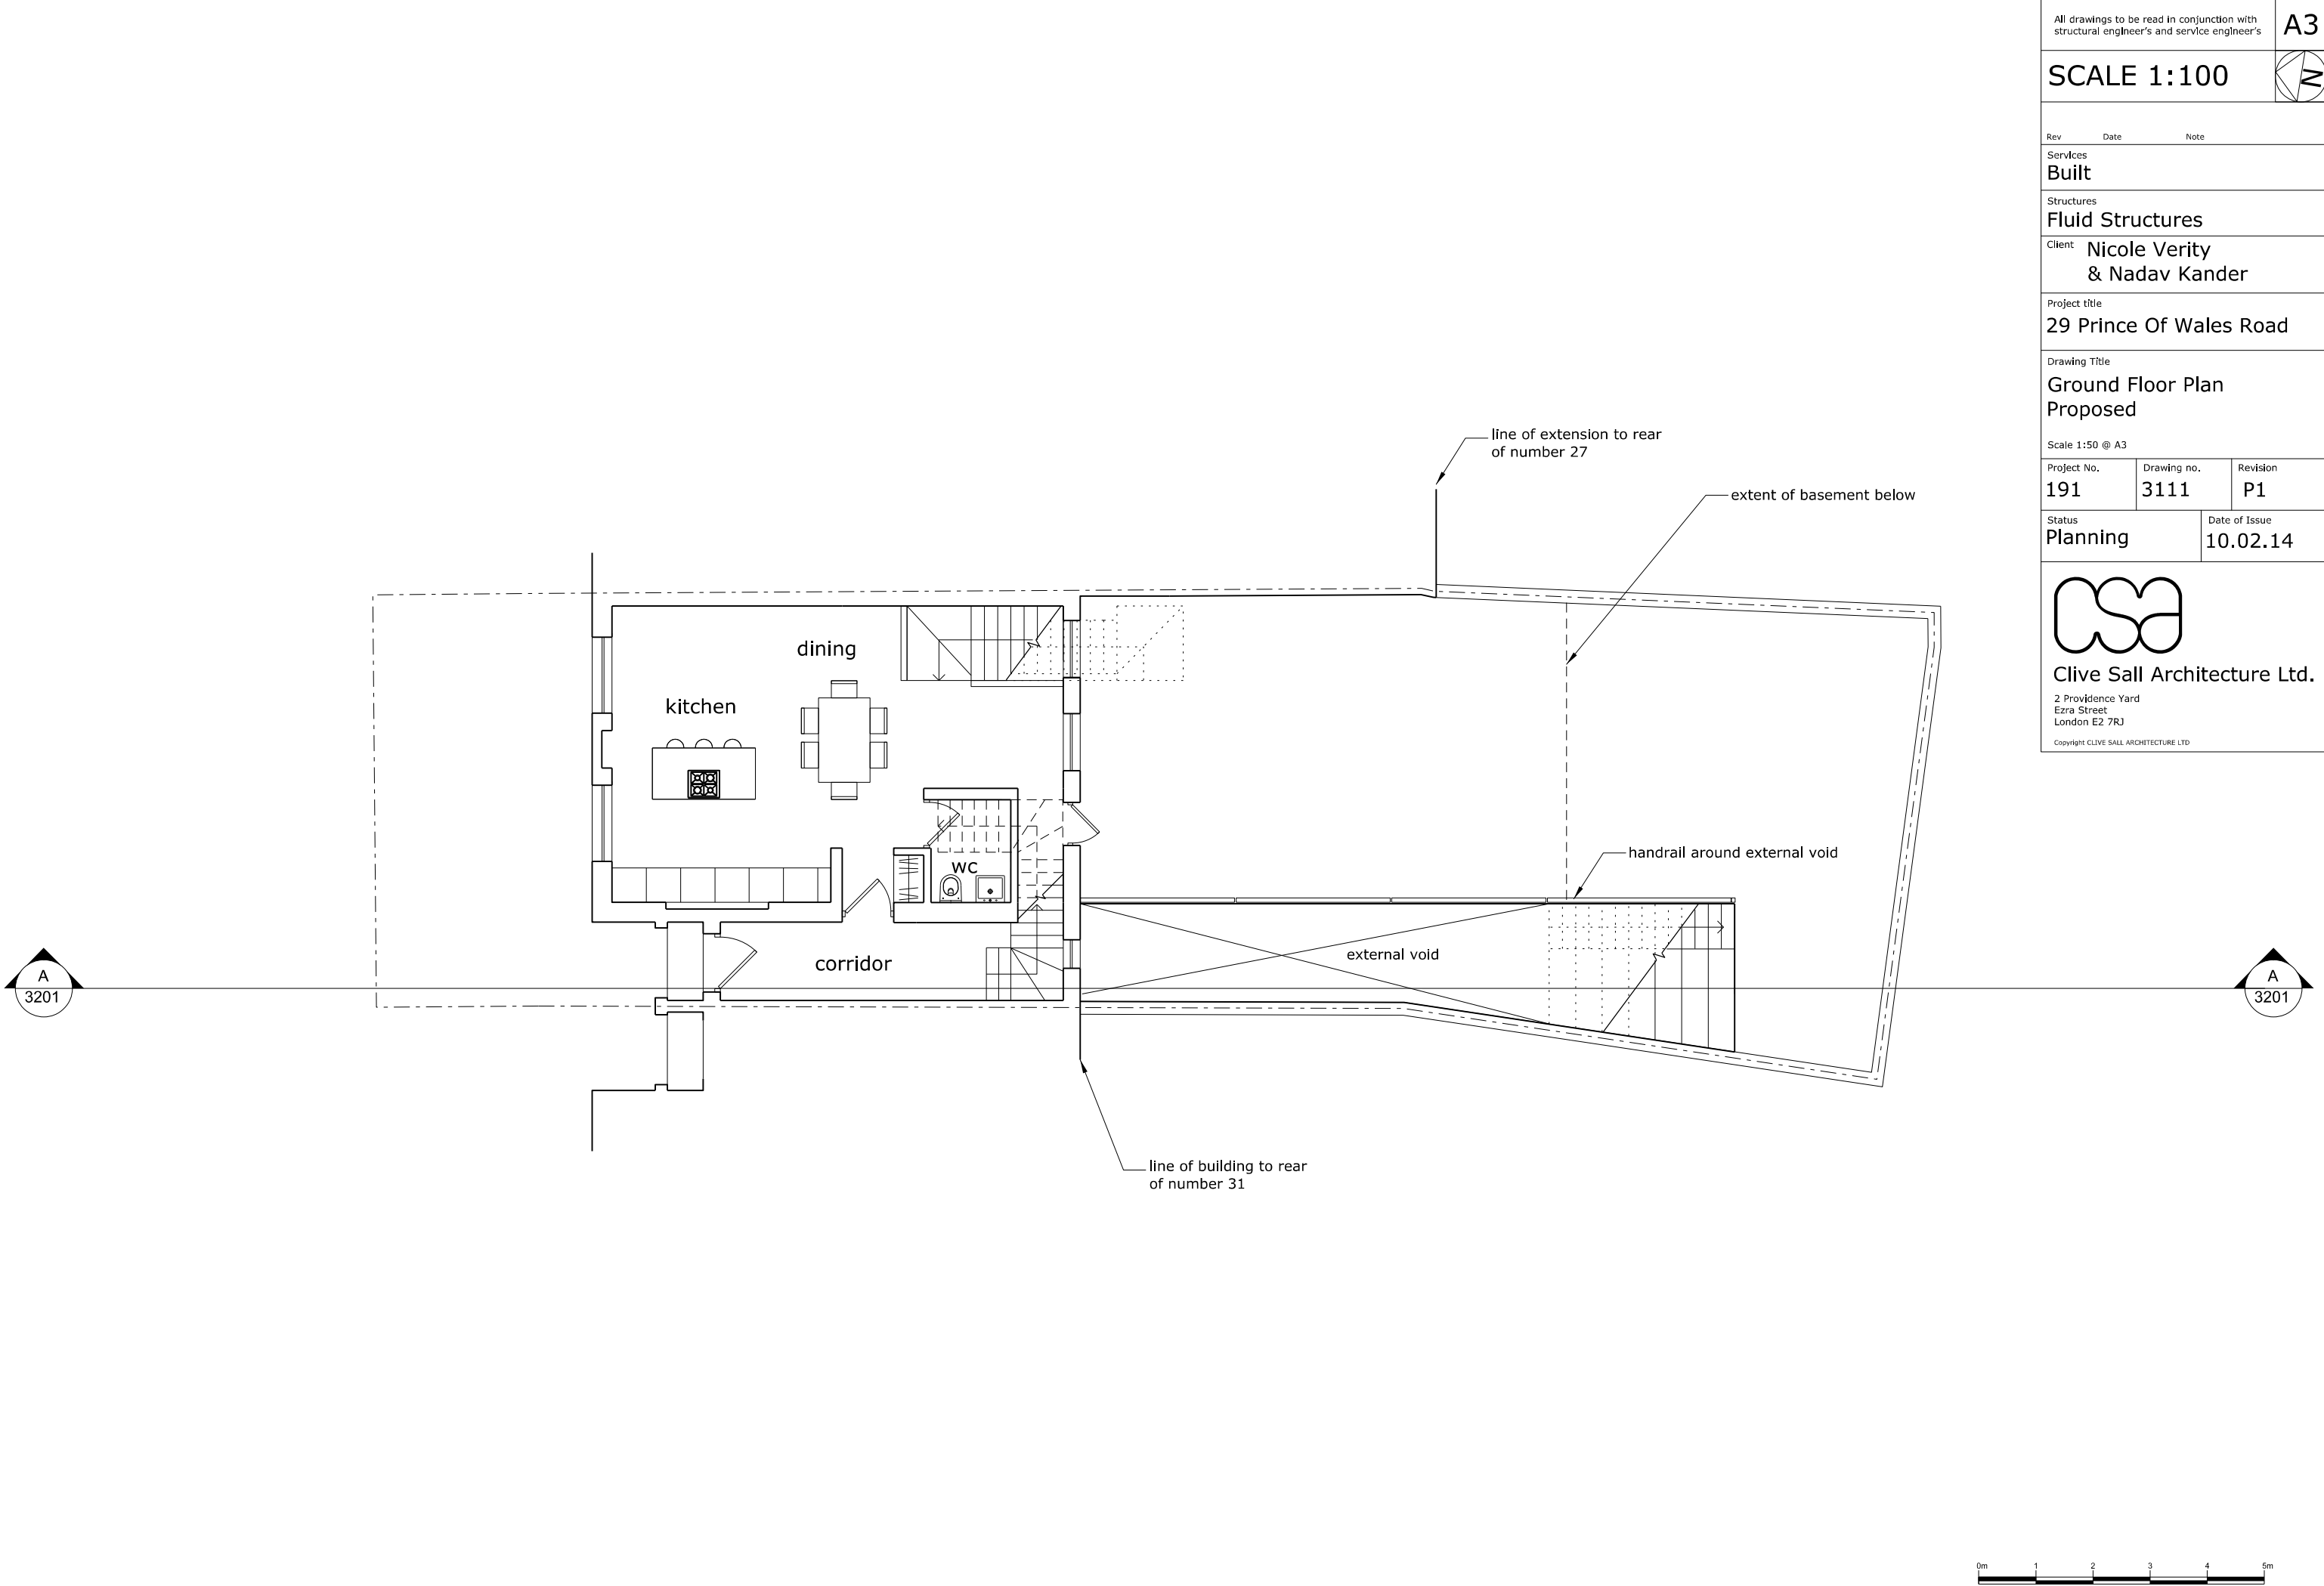 All drawings to be read in conjunction with
structural engineer's and service engineer's
A3
SCALE 1:100
N
Rev Date Note
Services
Built
Structures
Fluid Structures
Client Nicole Verity
& Nadav Kander
Project title
29 Prince Of Wales Road
Drawing Title
Ground Floor Plan
Proposed
Scale 1:50 @ A3
Project No. Drawing no. Revision
191 3111 P1
Status Date of Issue
Planning 10.02.14
csa
Clive Sall Architecture Ltd.
2 Providence Yard
Ezra Street
London E2 7RJ
Copyright CLIVE SALL ARCHITECTURE LTD
line of extension to rear
of number 27
extent of basement below
dining
kitchen
wc
handrail around external void
corridor
external void
A
3201
A
3201
line of building to rear
of number 31
0m 1 2 3 4 5m